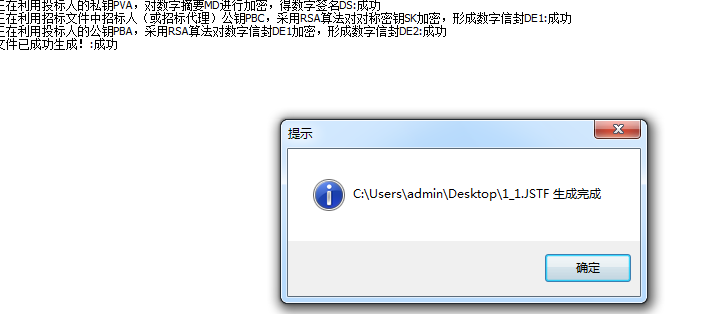 正在利用投标人的私钥PVA，对数字摘要MD进行加密，得数字签名DS:成功
正在利用招标文件中招标人（或招标代理）公钥PBC，采用RSA算法对对称密钥SK加密，形成数字信封DE1:成功
正在利用投标人的公钥PBA，采用RSA算法对数字信封DE1加密，形成数字信封DE2:成功
文件已成功生成！:成功
提示
C:\Users\admin\Desktop\1_1.JSTF 生成完成
确定